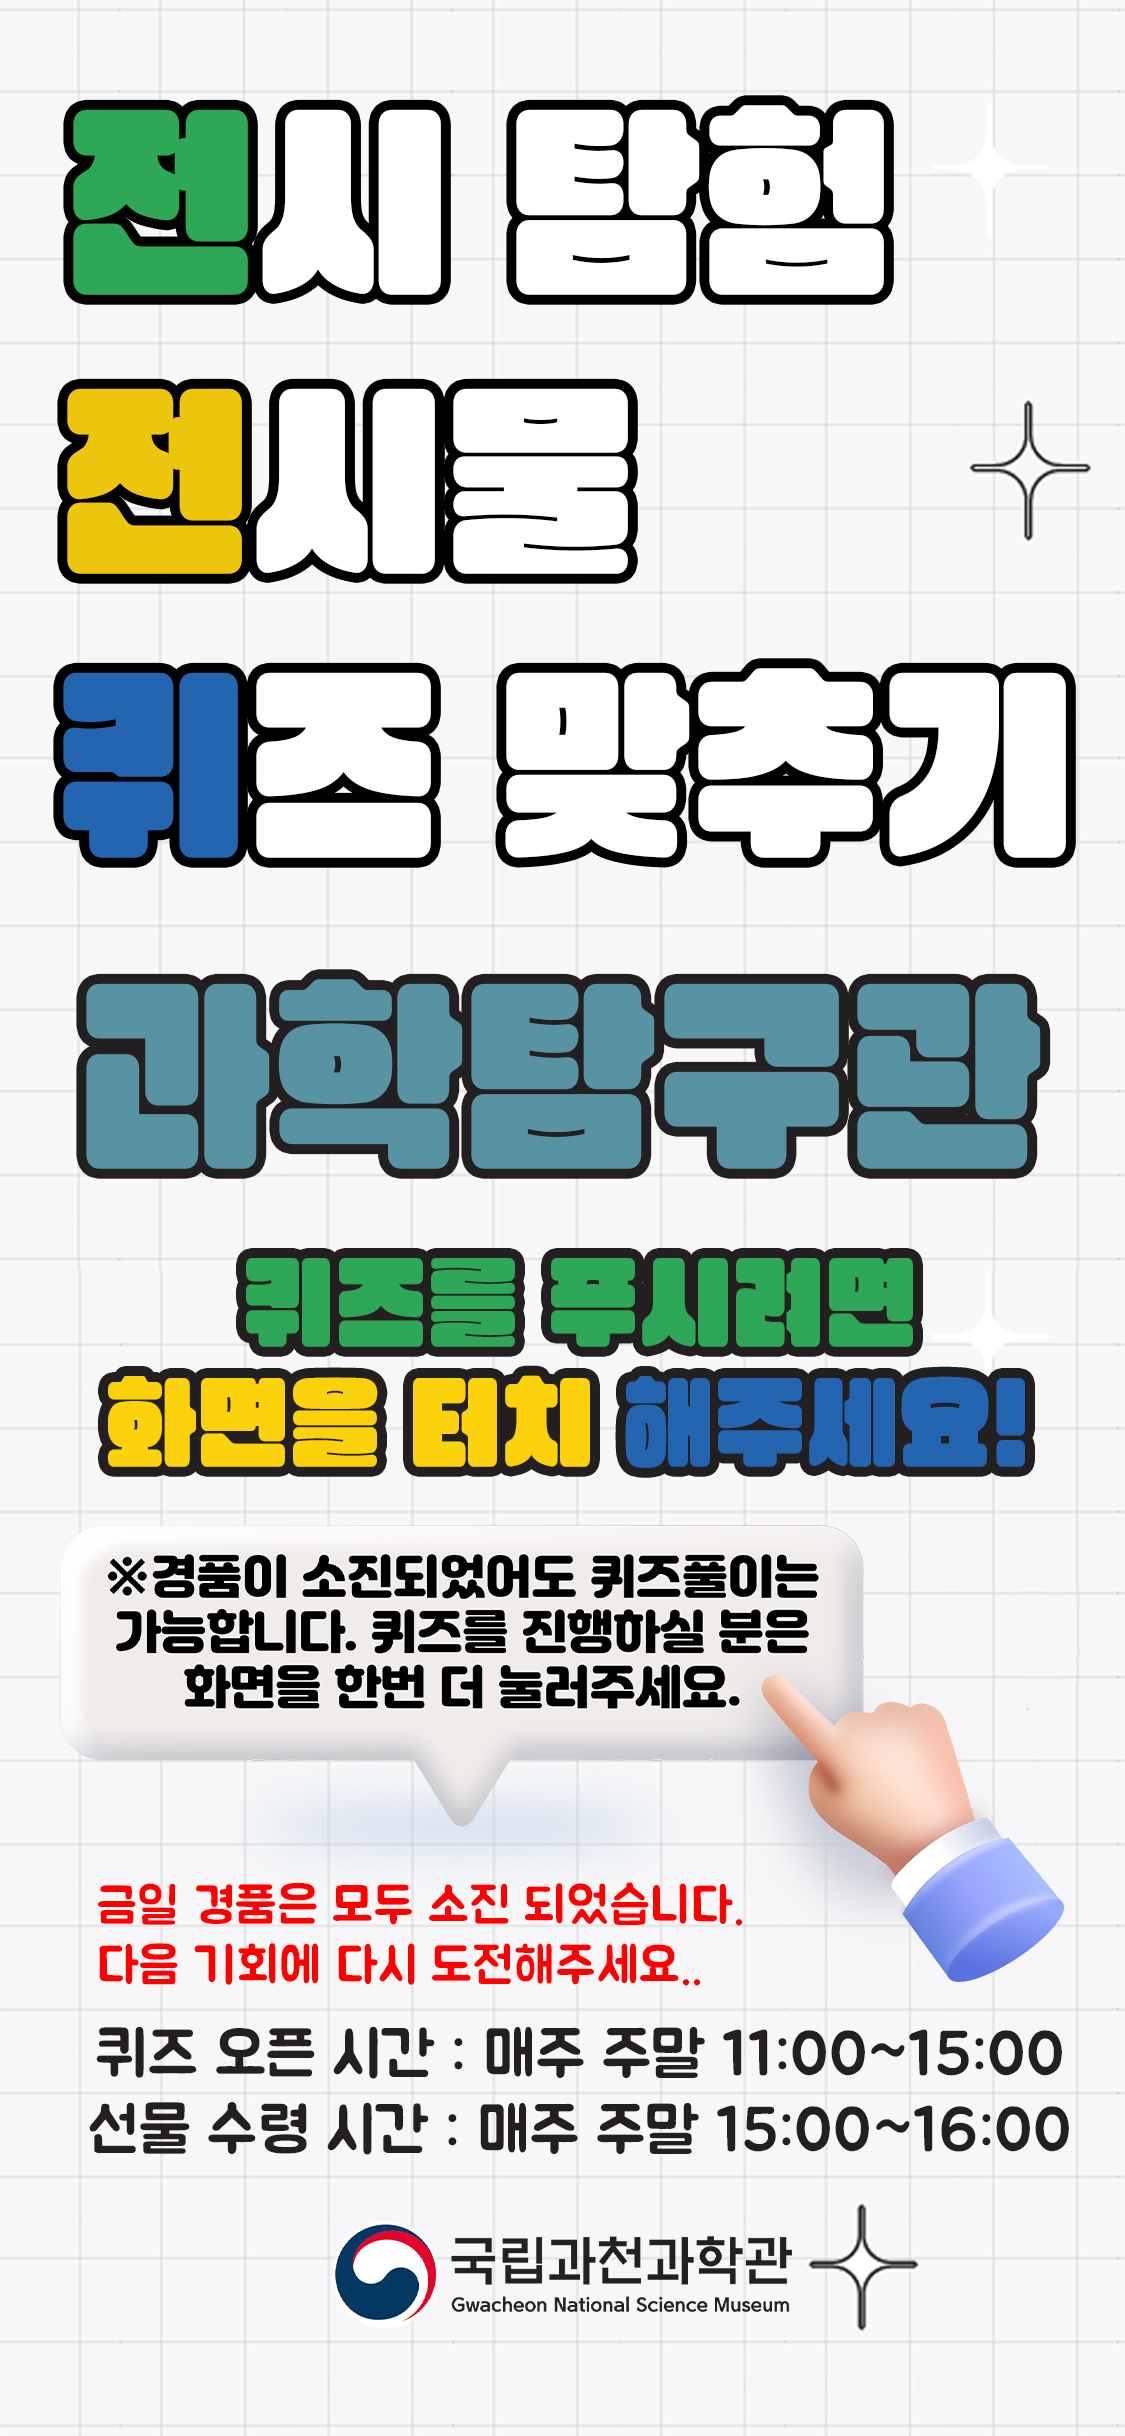 전시 탐험
전시물
퀴즈 맞추기
과학탐구관
퀴즈를 푸시려면
화면을 터치 해주세요!
※경품이 소진되었어도 퀴즈풀이는
가능합니다. 퀴즈를 진행하실 분은
화면을 한번 더 눌러주세요.
금일 경품은 모두 소진 되었습니다.
다음 기회에 다시 도전해주세요..
퀴즈 오픈 시간 : 매주 주말 11:00~15:00
선물 수령 시간 : 매주 주말 15:00~16:00
국립과천과학관
Gwacheon National Science Museum